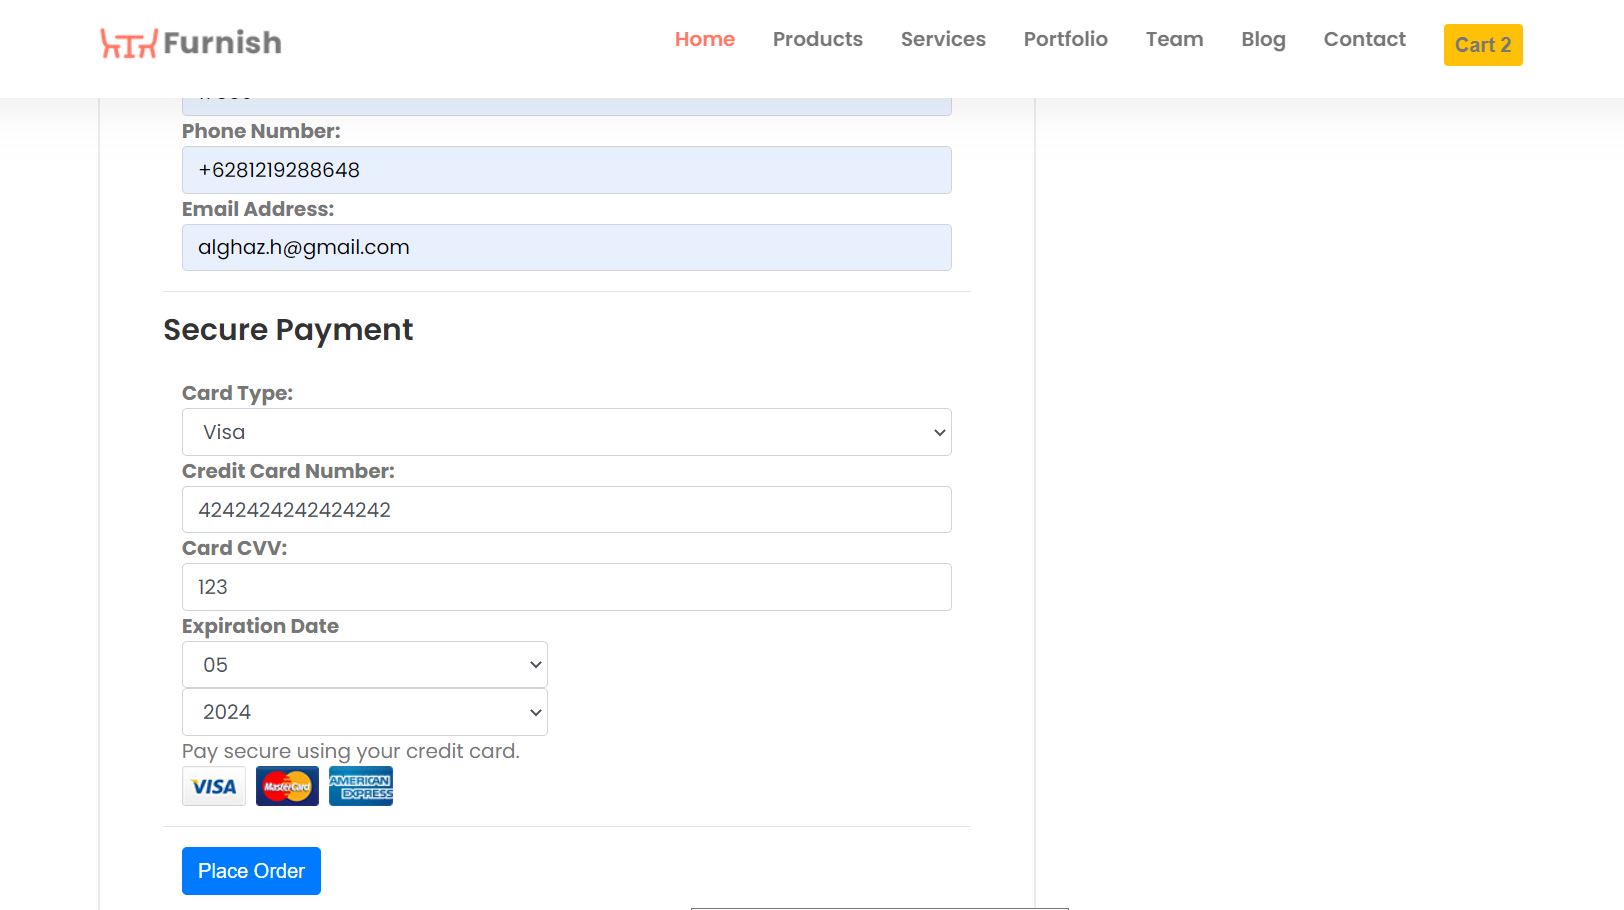 Furnish
Home Products Services Portfolio Team Blog Contact Cart 2
Phone Number:
+6281219288648
Email Address:
alghaz.h@gmail.com
Secure Payment
Card Type:
Visa
Credit Card Number:
4242424242424242
Card CVV:
123
Expiration Date
05
2024
Pay secure using your credit card.
VISA MasterCard AMERICAN EXPRESS
Place Order